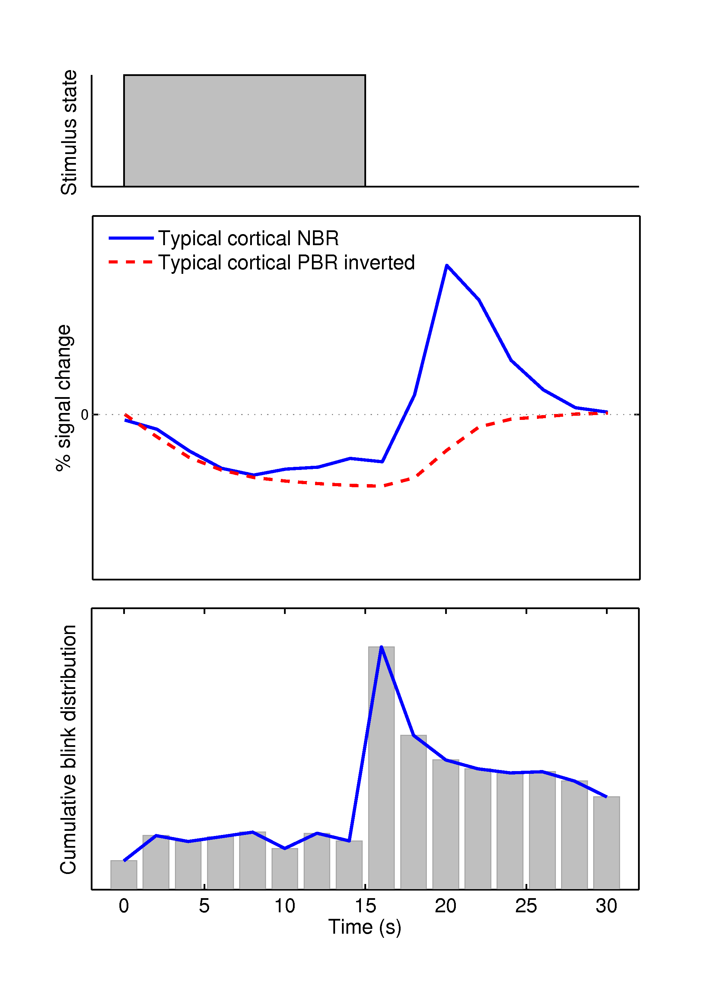 Stimulus state
Typical cortical NBR
Typical cortical PBR inverted
% signal change
0
Cumulative blink distribution
0 5 10 15 20 25 30
Time (s)